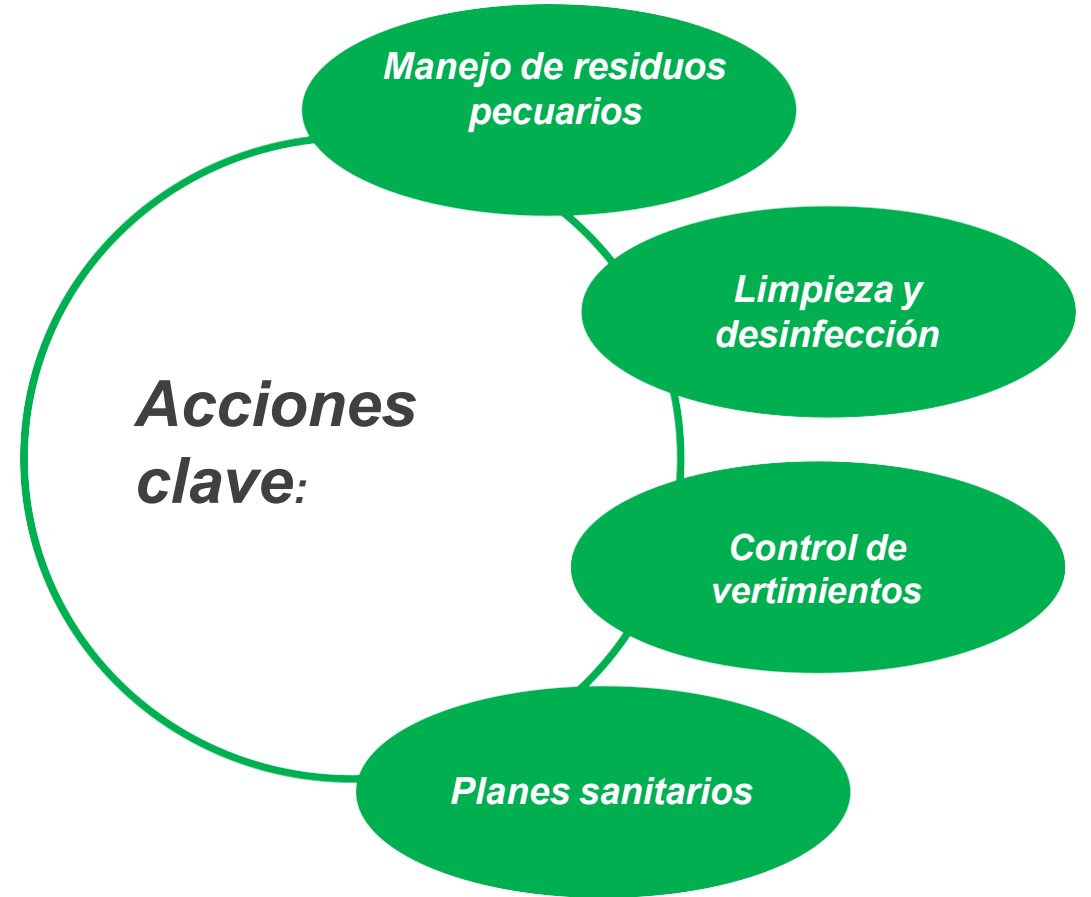 Manejo de residuos
pecuarios
Limpieza y
desinfección
Acciones
clave:
Control de
vertimientos
Planes sanitarios